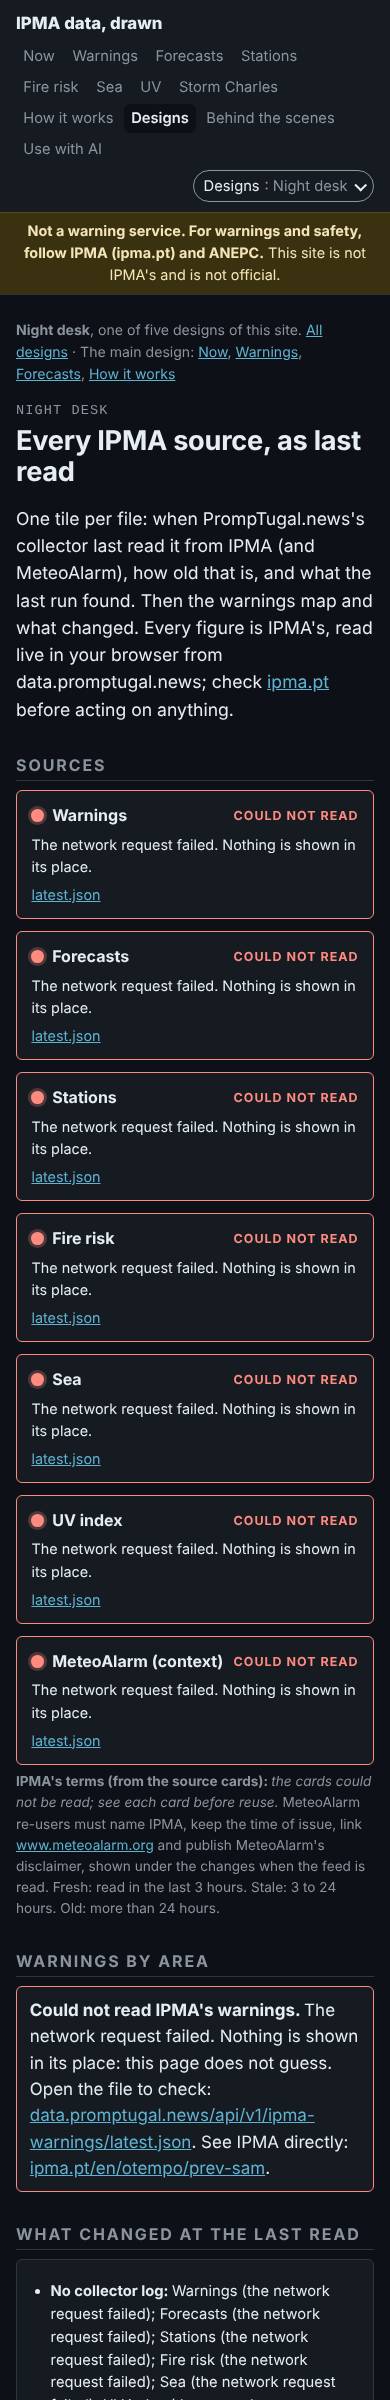 IPMA data, drawn
Now Warnings Forecasts Stations
Fire risk Sea UV Storm Charles
How it works Designs Behind the scenes
Use with AI
Designs : Night desk
Not a warning service. For warnings and safety,
follow IPMA (ipma.pt) and ANEPC. This site is not
IPMA's and is not official.
Night desk, one of five designs of this site. All
designs · The main design: Now, Warnings,
Forecasts, How it works
NIGHT DESK
Every IPMA source, as last
read
One tile per file: when PrompTugal.news's
collector last read it from IPMA (and
MeteoAlarm), how old that is, and what the
last run found. Then the warnings map and
what changed. Every figure is IPMA's, read
live in your browser from
data.promptugal.news; check ipma.pt
before acting on anything.
SOURCES
Warnings COULD NOT READ
The network request failed. Nothing is shown in
its place.
latest.json
Forecasts COULD NOT READ
The network request failed. Nothing is shown in
its place.
latest.json
Stations COULD NOT READ
The network request failed. Nothing is shown in
its place.
latest.json
Fire risk COULD NOT READ
The network request failed. Nothing is shown in
its place.
latest.json
Sea COULD NOT READ
The network request failed. Nothing is shown in
its place.
latest.json
UV index COULD NOT READ
The network request failed. Nothing is shown in
its place.
latest.json
MeteoAlarm (context) COULD NOT READ
The network request failed. Nothing is shown in
its place.
latest.json
IPMA's terms (from the source cards): the cards could
not be read; see each card before reuse. MeteoAlarm
re-users must name IPMA, keep the time of issue, link
www.meteoalarm.org and publish MeteoAlarm's
disclaimer, shown under the changes when the feed is
read. Fresh: read in the last 3 hours. Stale: 3 to 24
hours. Old: more than 24 hours.
WARNINGS BY AREA
Could not read IPMA's warnings. The
network request failed. Nothing is shown
in its place: this page does not guess.
Open the file to check:
data.promptugal.news/api/v1/ipma-
warnings/latest.json. See IPMA directly:
ipma.pt/en/otempo/prev-sam.
WHAT CHANGED AT THE LAST READ
• No collector log: Warnings (the network
request failed); Forecasts (the network
request failed); Stations (the network
request failed); Fire risk (the network
request failed); Sea (the network request